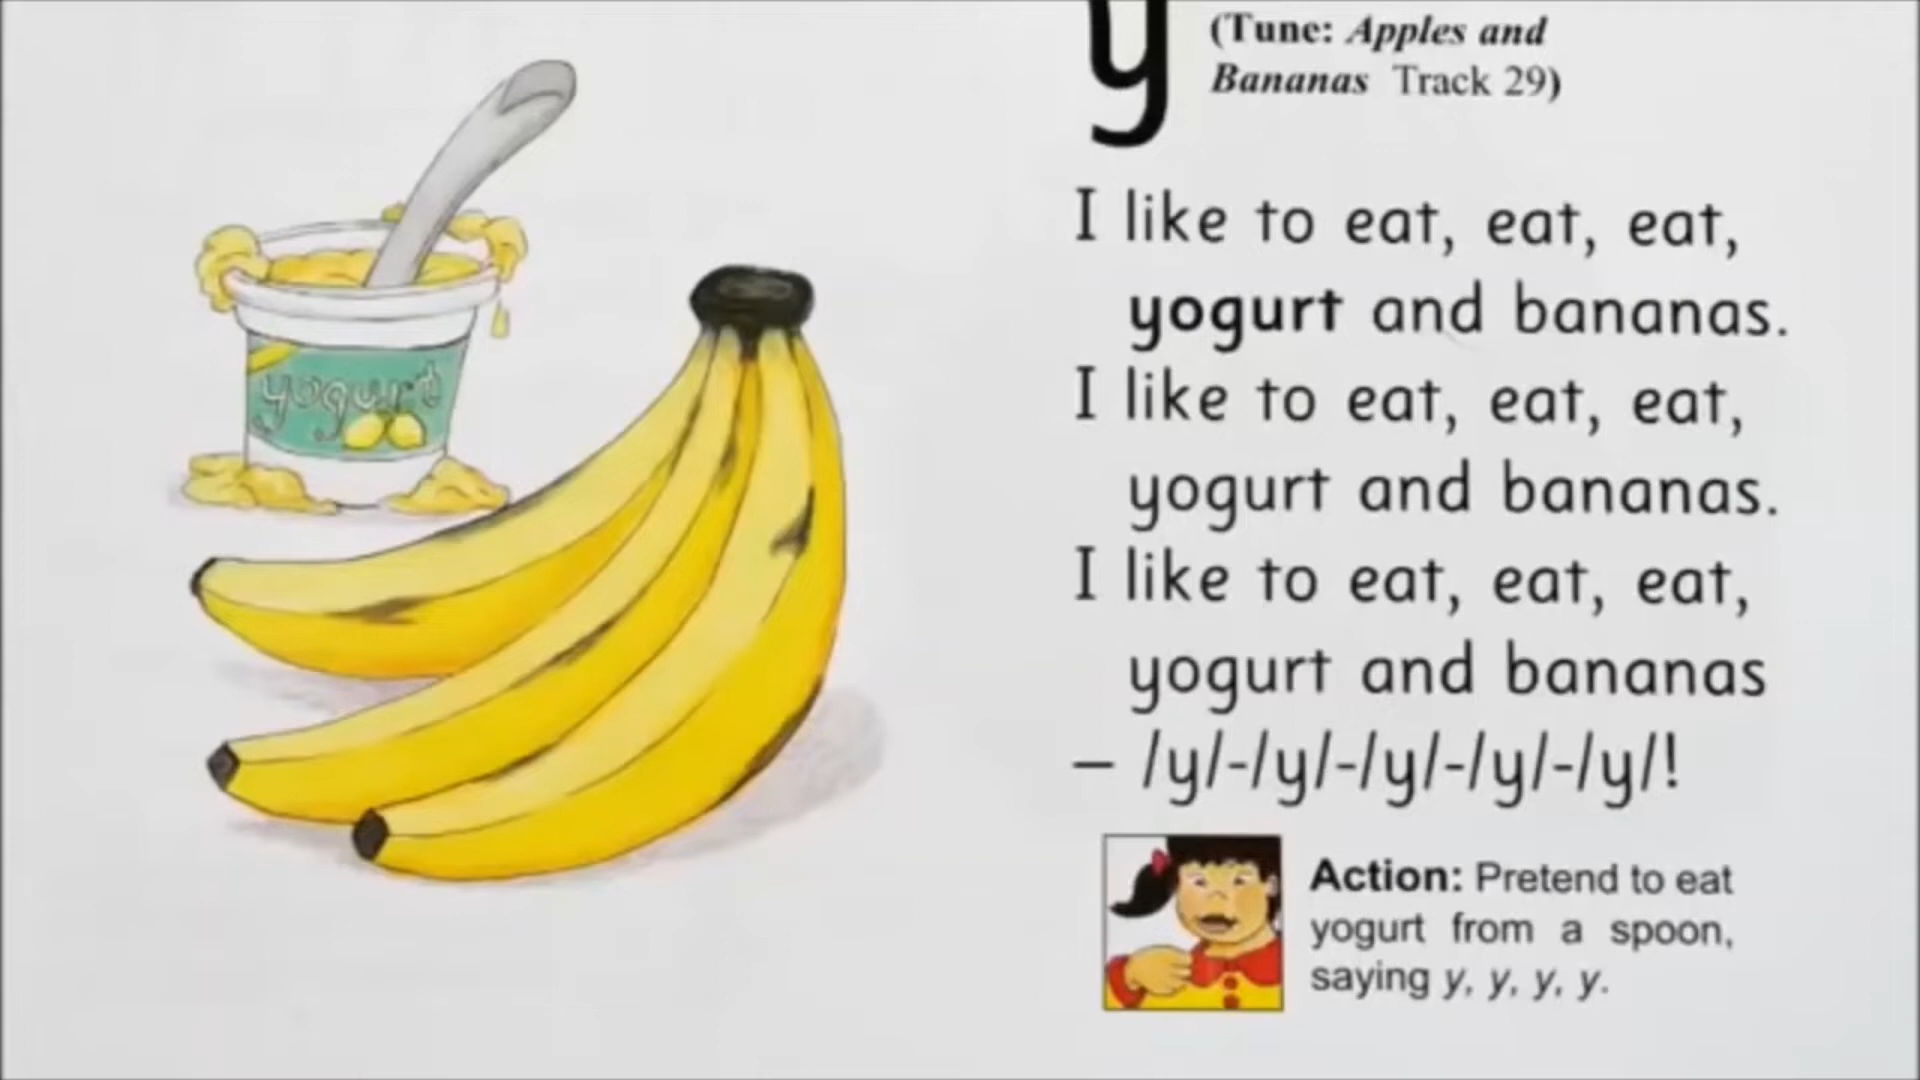 y
(Tune: Apples and
Bananas Track 29)
I like to eat, eat, eat,
yogurt and bananas.
I like to eat, eat, eat,
yogurt and bananas.
I like to eat, eat, eat,
yogurt and bananas
– /y/-/y/-/y/-/y/-/y/!
Action: Pretend to eat
yogurt from a spoon,
saying y, y, y, y.
yogurt